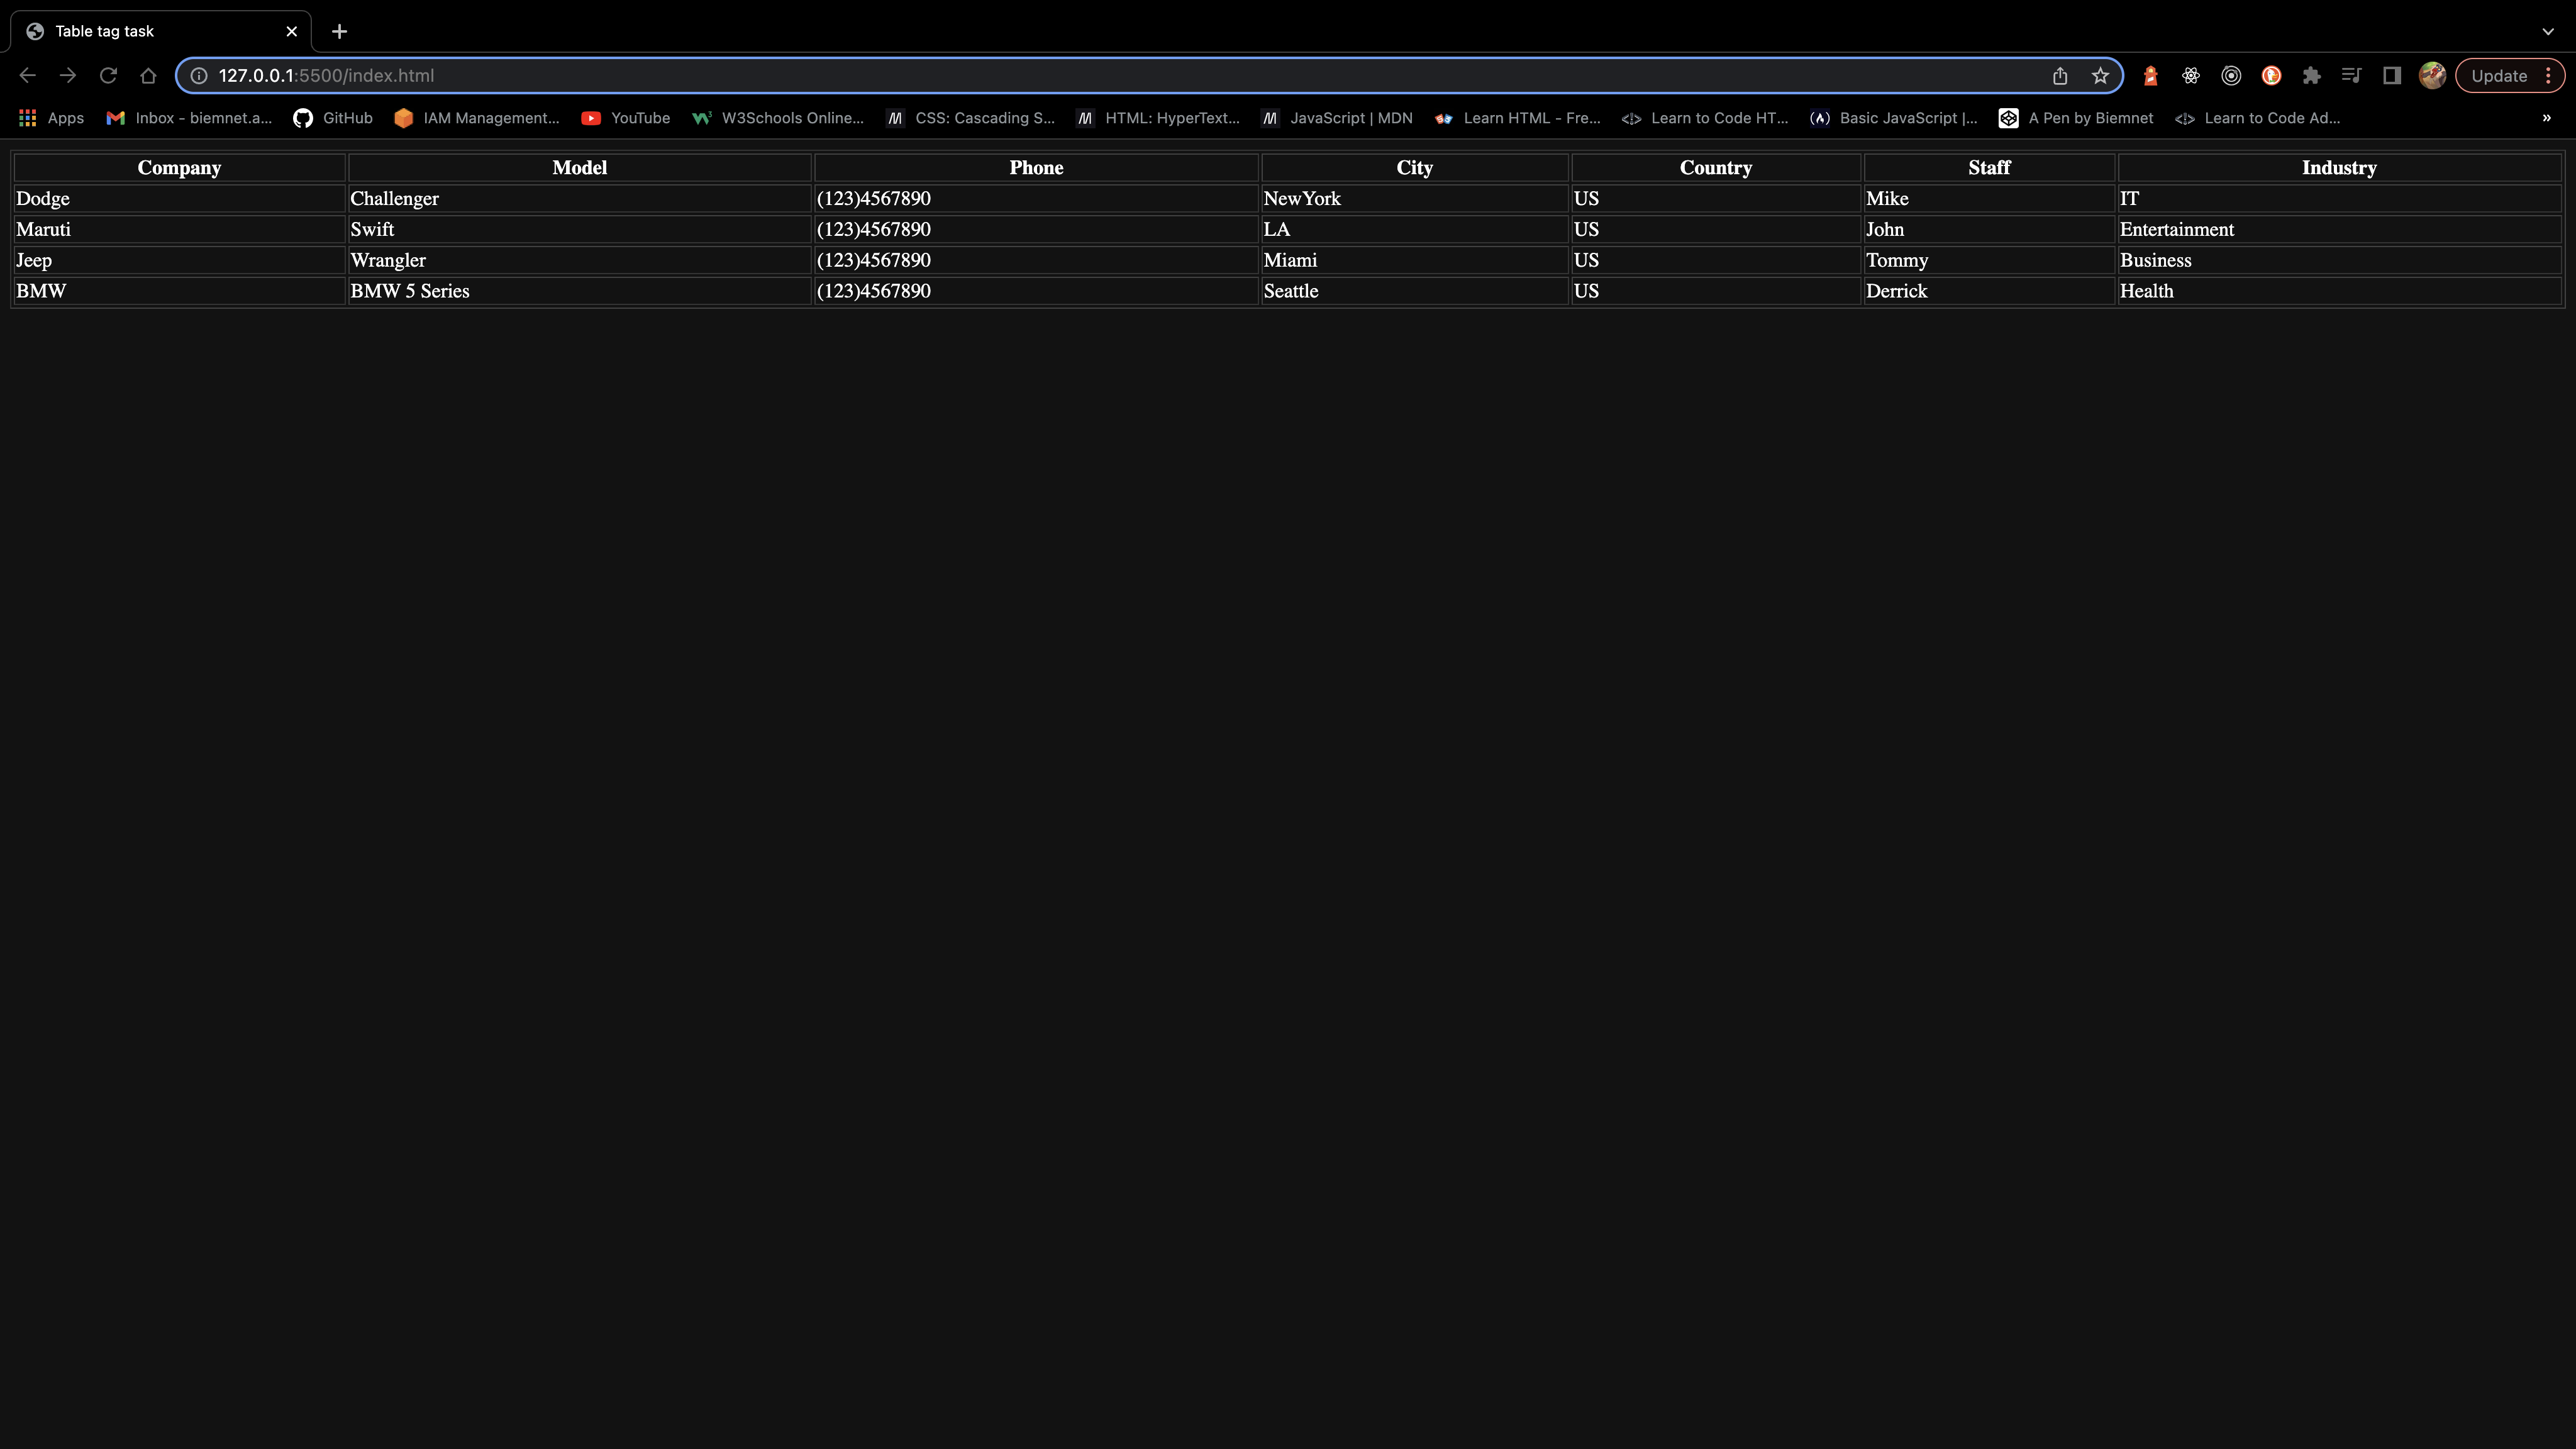 Table tag task
127.0.0.1:5500/index.html
Update
Apps Inbox - biemnet.a... GitHub IAM Management... YouTube W3Schools Online... CSS: Cascading S... HTML: HyperText... JavaScript | MDN Learn HTML - Fre... Learn to Code HT... Basic JavaScript |... A Pen by Biemnet Learn to Code Ad... »
Company Model Phone City Country Staff Industry
Dodge Challenger (123)4567890 NewYork US Mike IT
Maruti Swift (123)4567890 LA US John Entertainment
Jeep Wrangler (123)4567890 Miami US Tommy Business
BMW BMW 5 Series (123)4567890 Seattle US Derrick Health